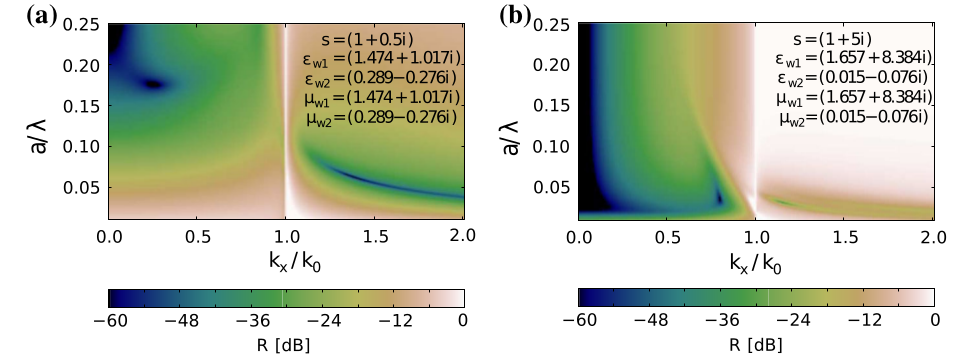 (a)
0.25
0.20
0.15
0.10
0.05
a/λ
s=(1+0.5i)
ε_w1=(1.474+1.017i)
ε_w2=(0.289−0.276i)
μ_w1=(1.474+1.017i)
μ_w2=(0.289−0.276i)
0.0 0.5 1.0 1.5 2.0
k_x/k_0
−60 −48 −36 −24 −12 0
R [dB]
(b)
0.25
0.20
0.15
0.10
0.05
a/λ
s=(1+5i)
ε_w1=(1.657+8.384i)
ε_w2=(0.015−0.076i)
μ_w1=(1.657+8.384i)
μ_w2=(0.015−0.076i)
0.0 0.5 1.0 1.5 2.0
k_x/k_0
−60 −48 −36 −24 −12 0
R [dB]